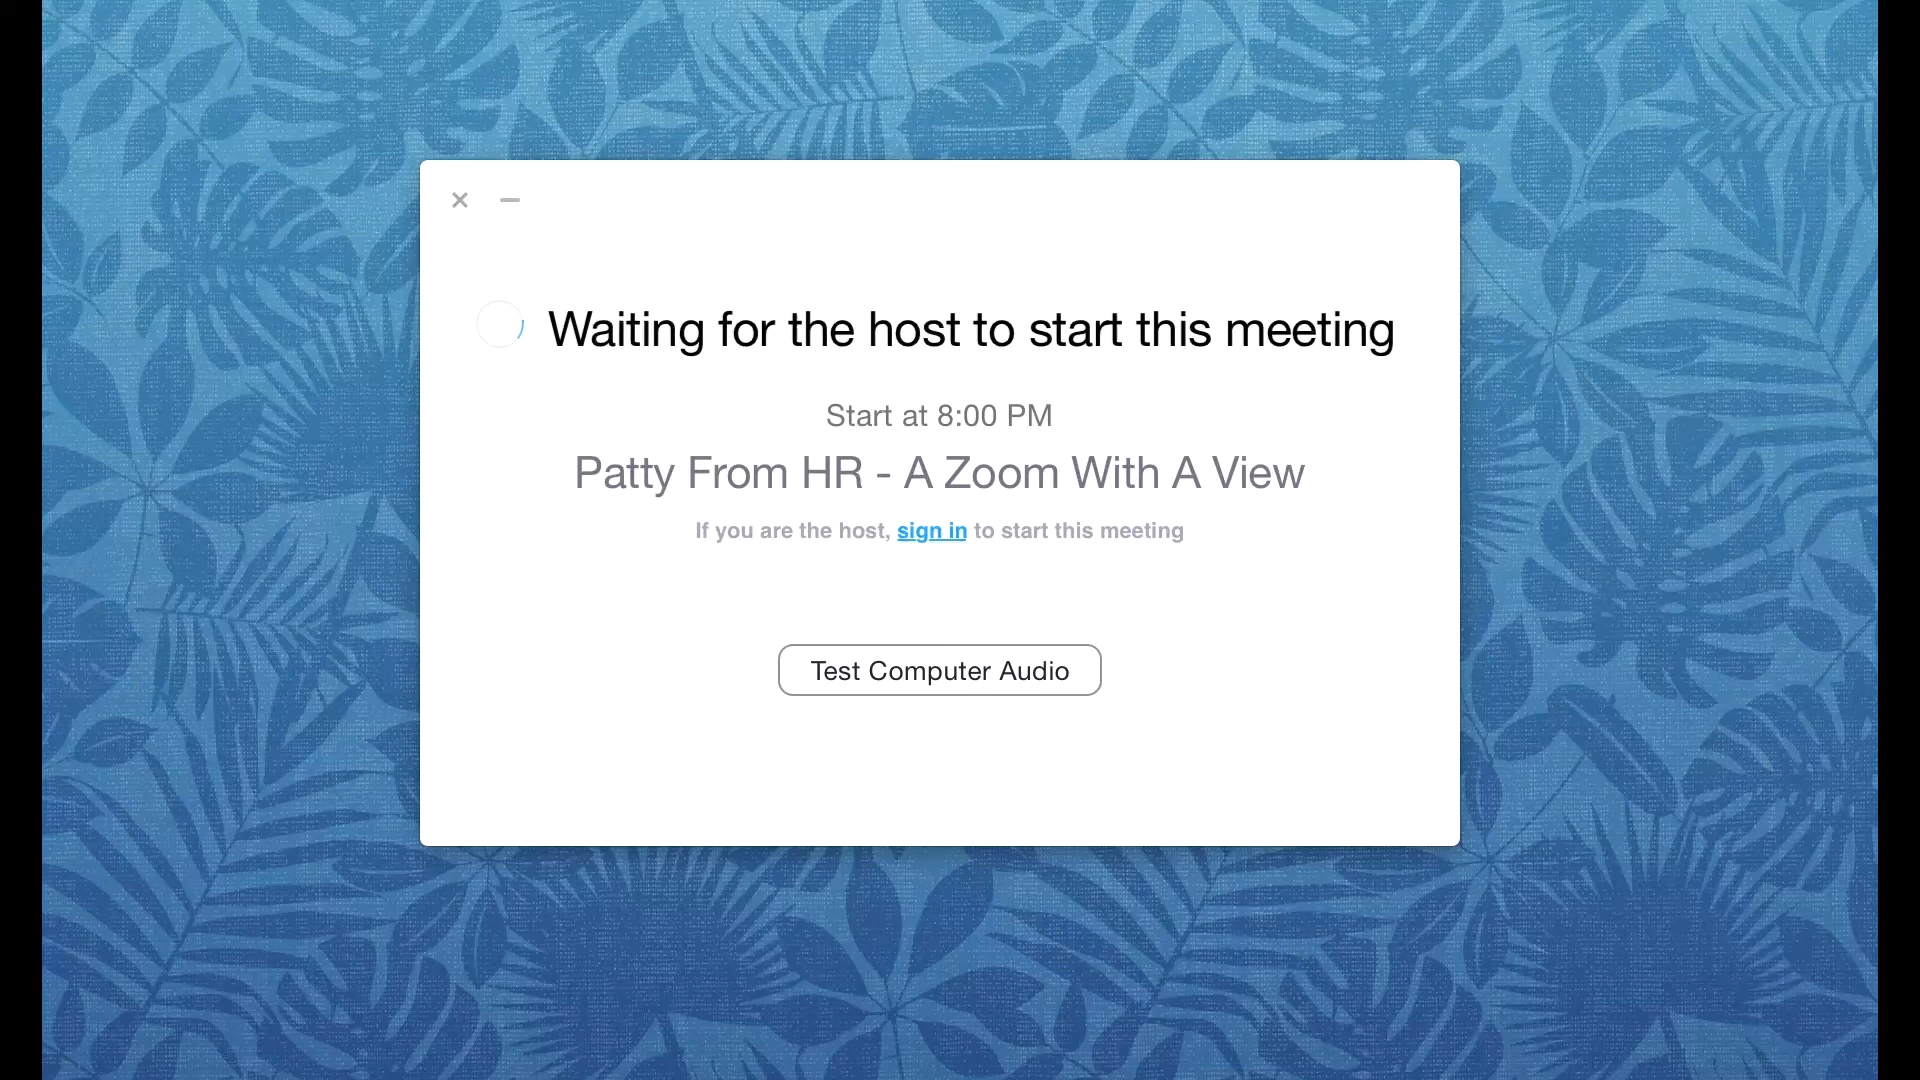 Waiting for the host to start this meeting
Start at 8:00 PM
Patty From HR - A Zoom With A View
If you are the host, sign in to start this meeting
Test Computer Audio